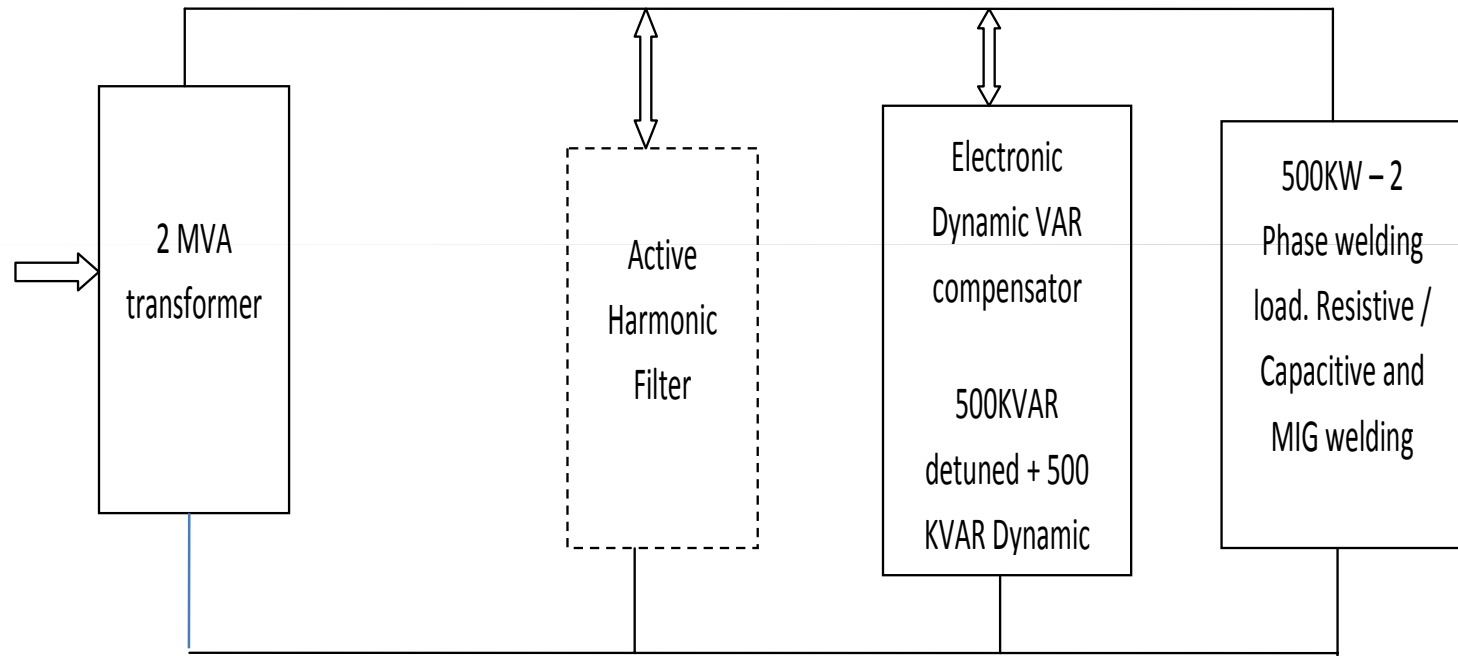 2 MVA
transformer
Active
Harmonic
Filter
Electronic
Dynamic VAR
compensator
500KVAR
detuned + 500
KVAR Dynamic
500KW – 2
Phase welding
load. Resistive /
Capacitive and
MIG welding